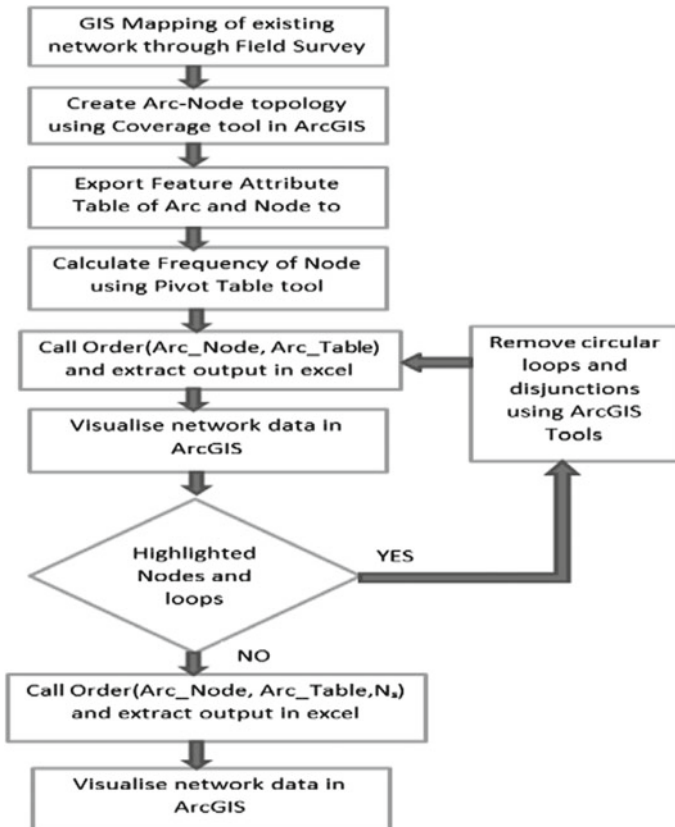 GIS Mapping of existing
network through Field Survey
Create Arc-Node topology
using Coverage tool in ArcGIS
Export Feature Attribute
Table of Arc and Node to
Calculate Frequency of Node
using Pivot Table tool
Call Order(Arc_Node, Arc_Table)
and extract output in excel
Remove circular
loops and
disjunctions
using ArcGIS
Tools
Visualise network data in
ArcGIS
Highlighted
Nodes and
loops
YES
NO
Call Order(Arc_Node, Arc_Table,Nₛ)
and extract output in excel
Visualise network data in
ArcGIS